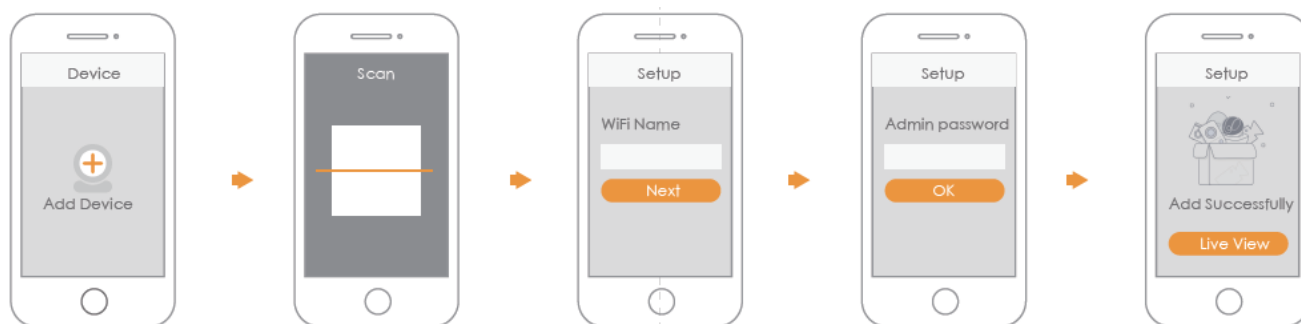 Device
Add Device
Scan
Setup
WiFi Name
Next
Setup
Admin password
OK
Setup
Add Successfully
Live View